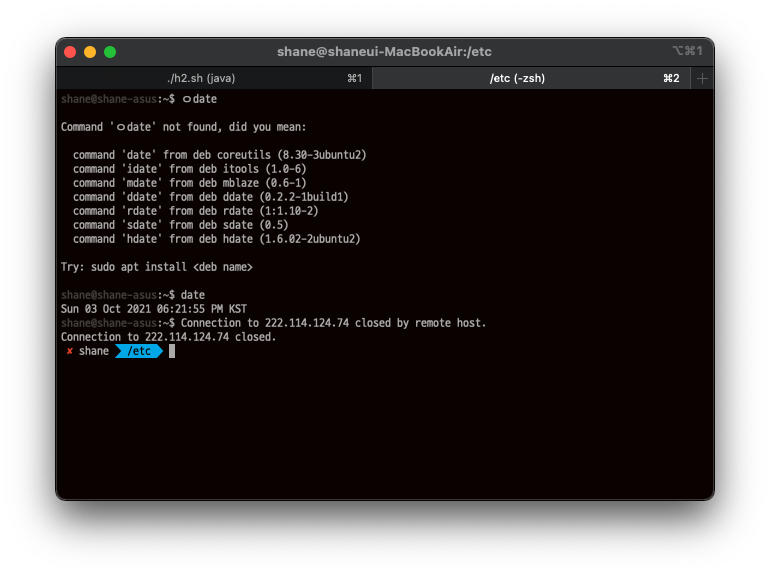 shane@shaneui-MacBookAir:/etc
⌥⌘1
./h2.sh (java)
⌘1
/etc (-zsh)
⌘2
shane@shane-asus:~$ ㅇdate
Command 'ㅇdate' not found, did you mean:
command 'date' from deb coreutils (8.30-3ubuntu2)
command 'idate' from deb itools (1.0-6)
command 'mdate' from deb mblaze (0.6-1)
command 'ddate' from deb ddate (0.2.2-1build1)
command 'rdate' from deb rdate (1:1.10-2)
command 'sdate' from deb sdate (0.5)
command 'hdate' from deb hdate (1.6.02-2ubuntu2)
Try: sudo apt install <deb name>
shane@shane-asus:~$ date
Sun 03 Oct 2021 06:21:55 PM KST
shane@shane-asus:~$ Connection to 222.114.124.74 closed by remote host.
Connection to 222.114.124.74 closed.
✘ shane /etc